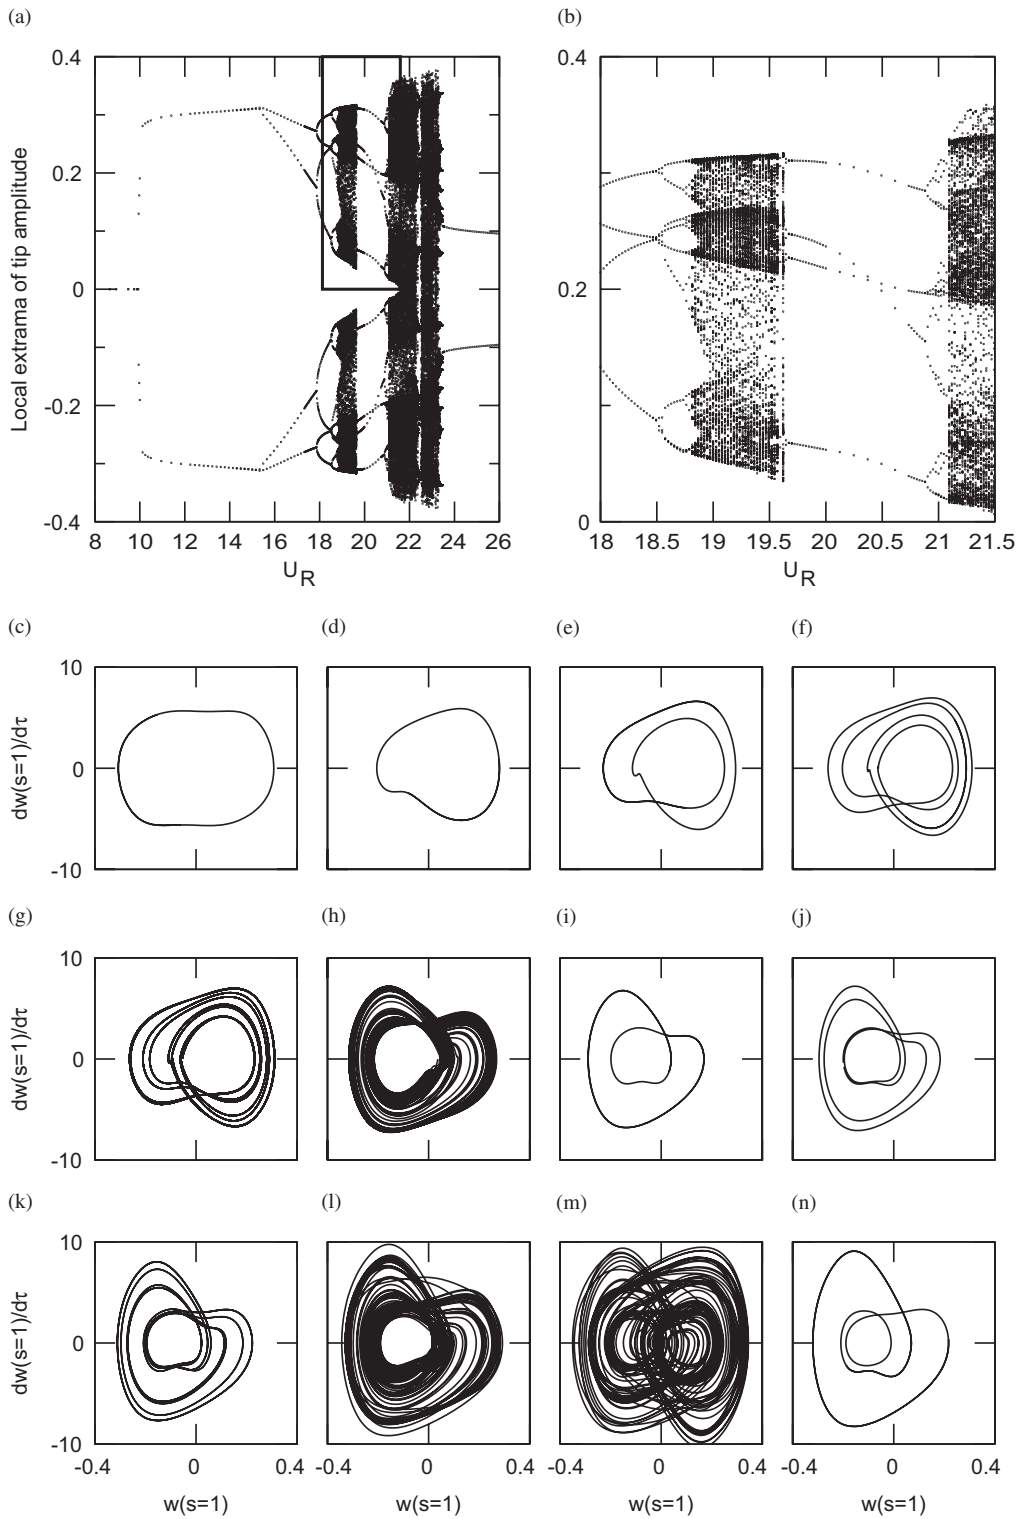 (a)
(b)
Local extrama of tip amplitude
0.4
0.2
0
-0.2
-0.4
8 10 12 14 16 18 20 22 24 26
U_R
0.4
0.2
0
18 18.5 19 19.5 20 20.5 21 21.5
U_R
(c) (d) (e) (f)
dw(s=1)/dτ
10
0
-10
(g) (h) (i) (j)
dw(s=1)/dτ
10
0
-10
(k) (l) (m) (n)
dw(s=1)/dτ
10
0
-10
-0.4 0 0.4 -0.4 0 0.4 -0.4 0 0.4 -0.4 0 0.4
w(s=1) w(s=1) w(s=1) w(s=1)